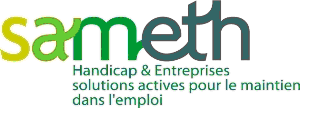 sameth
Handicap & Entreprises
solutions actives pour le maintien
dans l'emploi